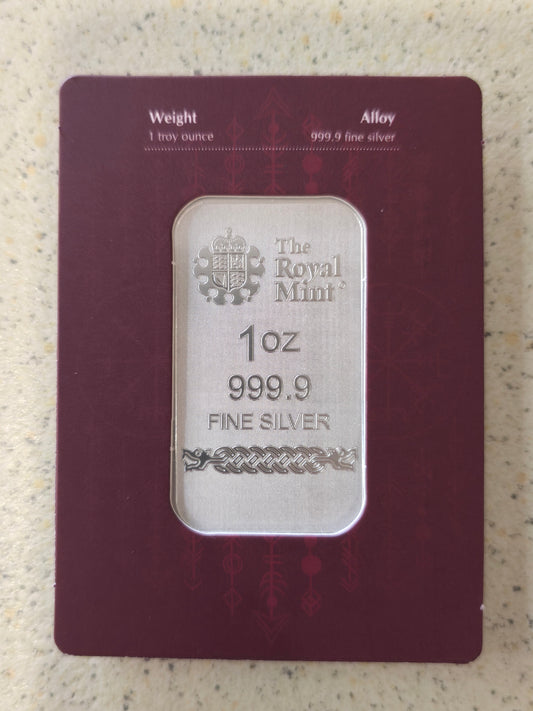 Weight Alloy
1 troy ounce 999.9 fine silver
The
Royal
Mint
1oz
999.9
FINE SILVER